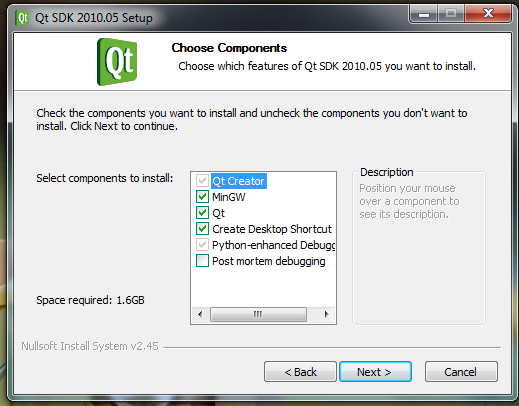 Qt SDK 2010.05 Setup
Qt
Choose Components
Choose which features of Qt SDK 2010.05 you want to install.
Check the components you want to install and uncheck the components you don't want to
install. Click Next to continue.
Select components to install:
Qt Creator
MinGW
Qt
Create Desktop Shortcut
Python-enhanced Debugg
Post mortem debugging
Description
Position your mouse
over a component to
see its description.
Space required: 1.6GB
Nullsoft Install System v2.45
< Back
Next >
Cancel